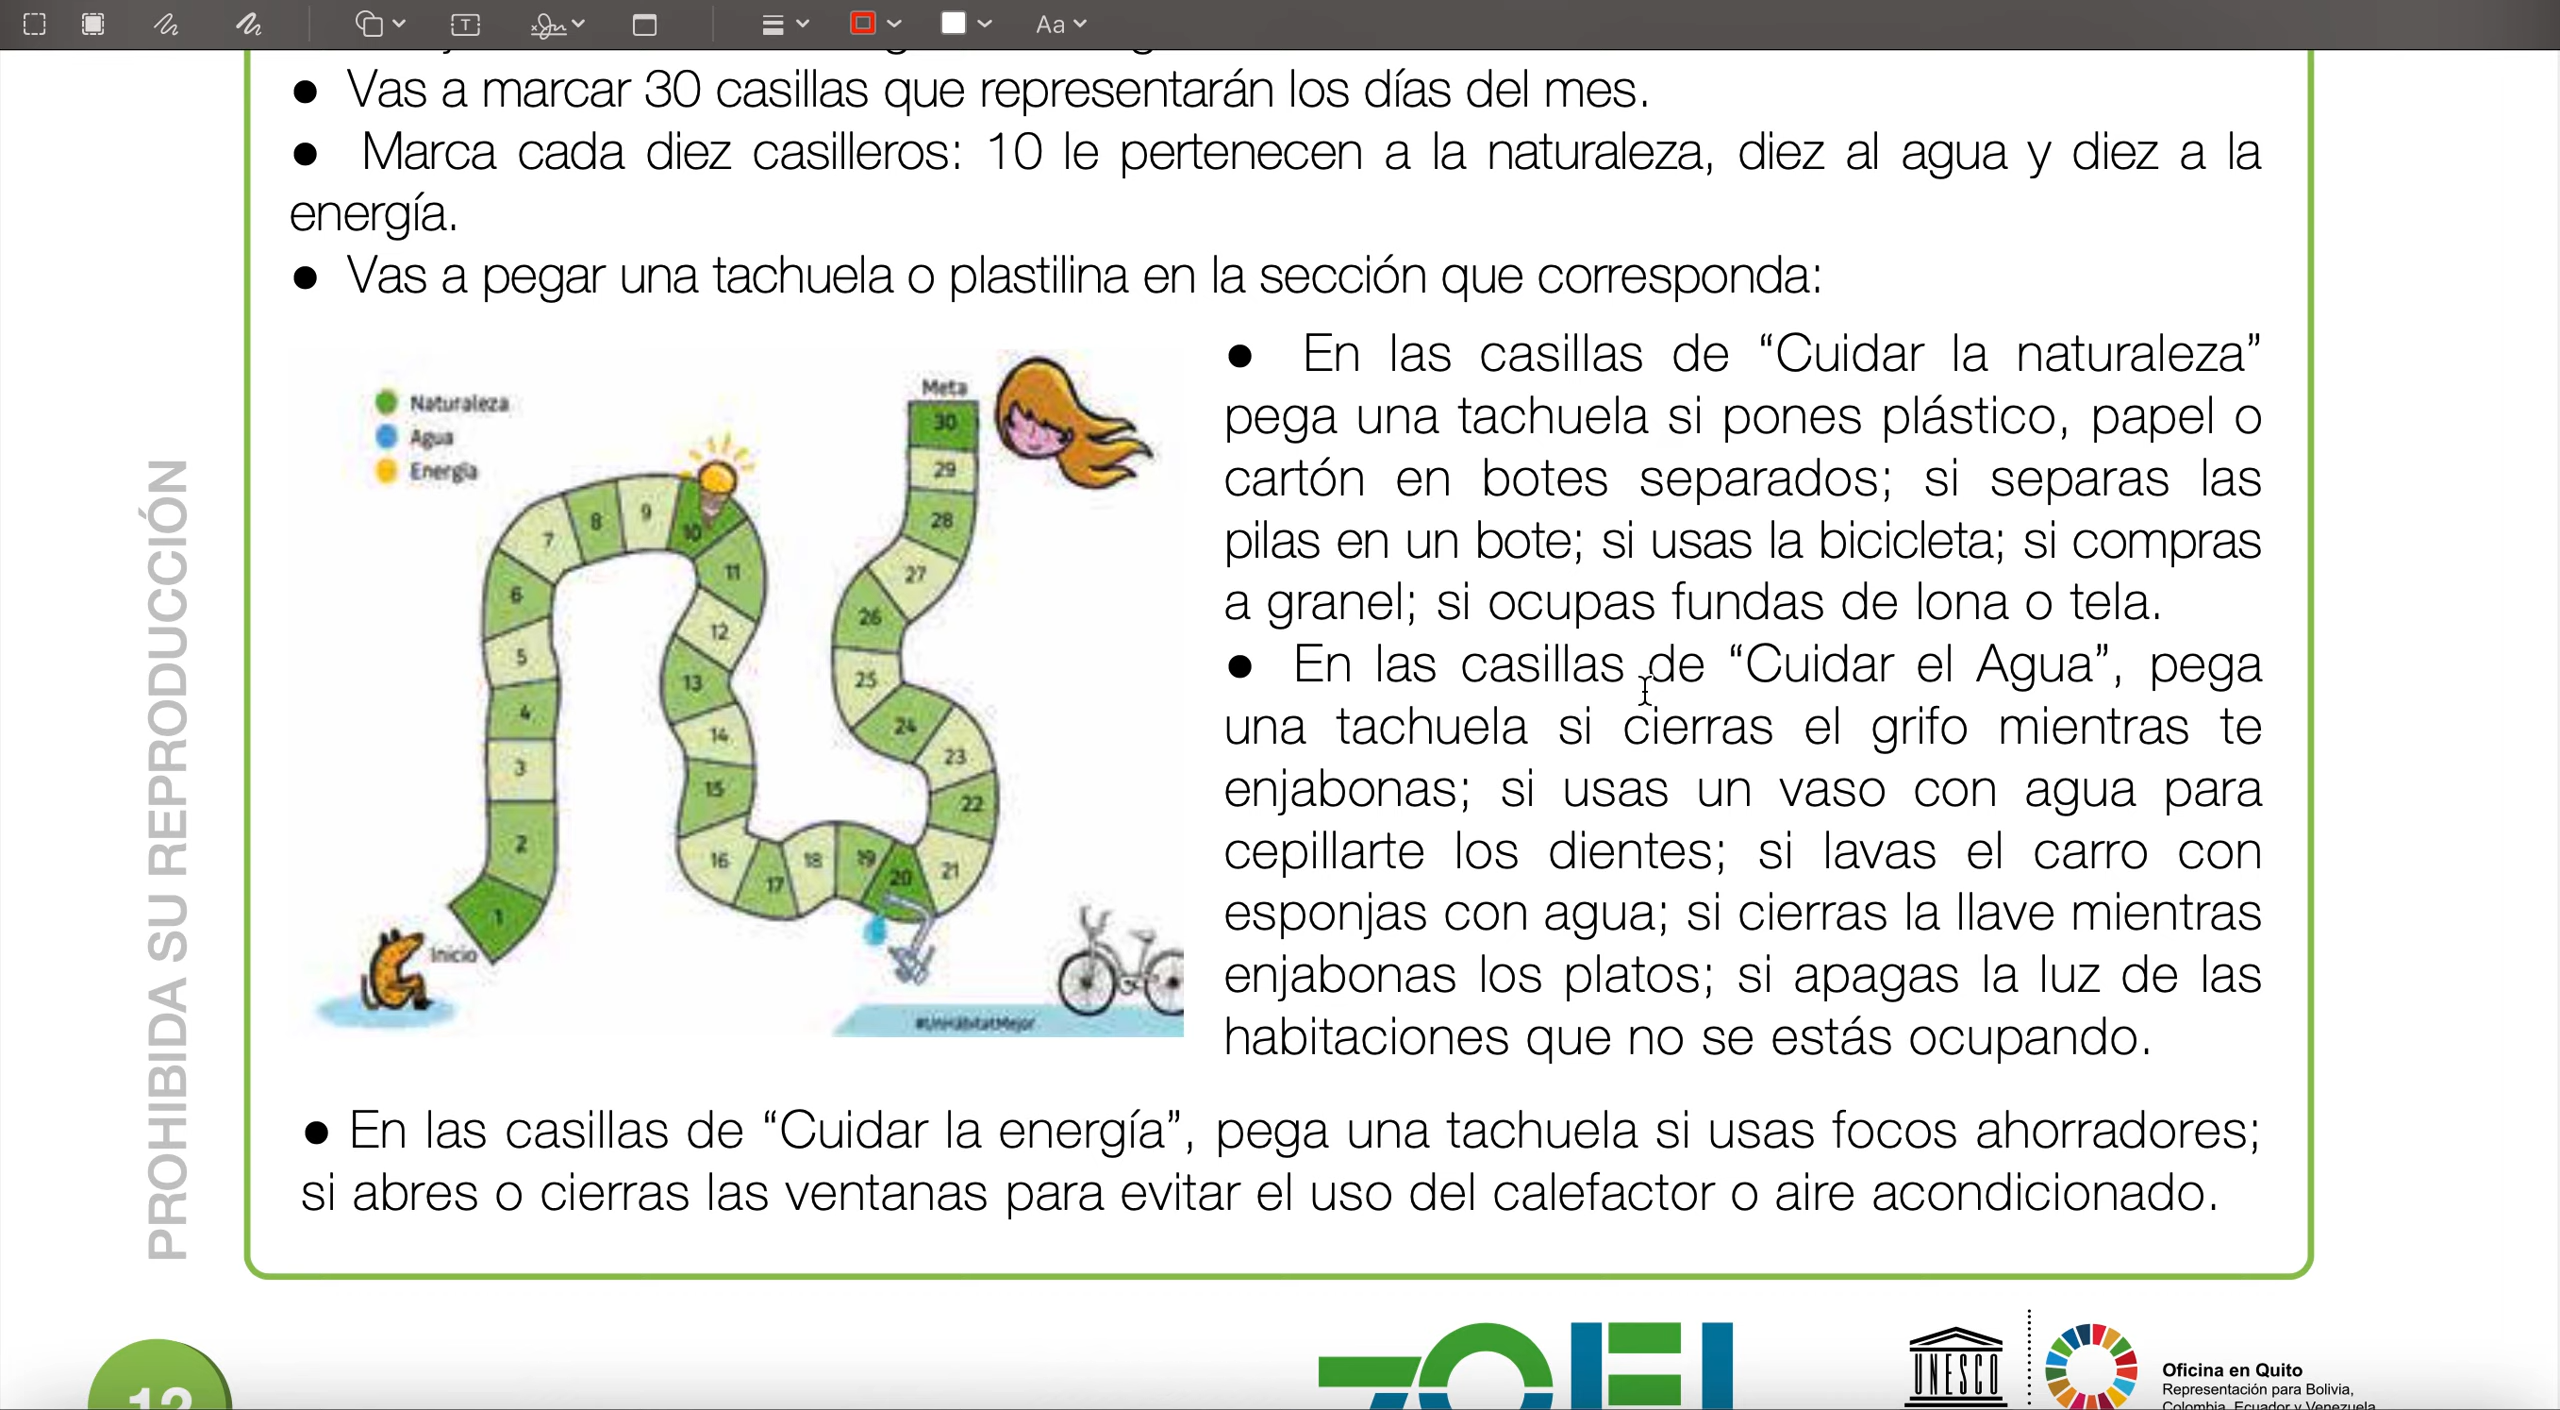 ● Vas a marcar 30 casillas que representarán los días del mes.
● Marca cada diez casilleros: 10 le pertenecen a la naturaleza, diez al agua y diez a la
energía.
● Vas a pegar una tachuela o plastilina en la sección que corresponda:
Naturaleza
Agua
Energía
Meta
30
29
28
27
26
25
24
23
22
21
20
19
18
17
16
15
14
13
12
11
10
9
8
7
6
5
4
3
2
1
Inicio
#UnHábitatMejor
● En las casillas de “Cuidar la naturaleza”
pega una tachuela si pones plástico, papel o
cartón en botes separados; si separas las
pilas en un bote; si usas la bicicleta; si compras
a granel; si ocupas fundas de lona o tela.
● En las casillas de “Cuidar el Agua”, pega
una tachuela si cierras el grifo mientras te
enjabonas; si usas un vaso con agua para
cepillarte los dientes; si lavas el carro con
esponjas con agua; si cierras la llave mientras
enjabonas los platos; si apagas la luz de las
habitaciones que no se estás ocupando.
● En las casillas de “Cuidar la energía”, pega una tachuela si usas focos ahorradores;
si abres o cierras las ventanas para evitar el uso del calefactor o aire acondicionado.
PROHIBIDA SU REPRODUCCIÓN
12
OEI
UNESCO
Oficina en Quito
Representación para Bolivia,
Colombia, Ecuador y Venezuela
T
Aa